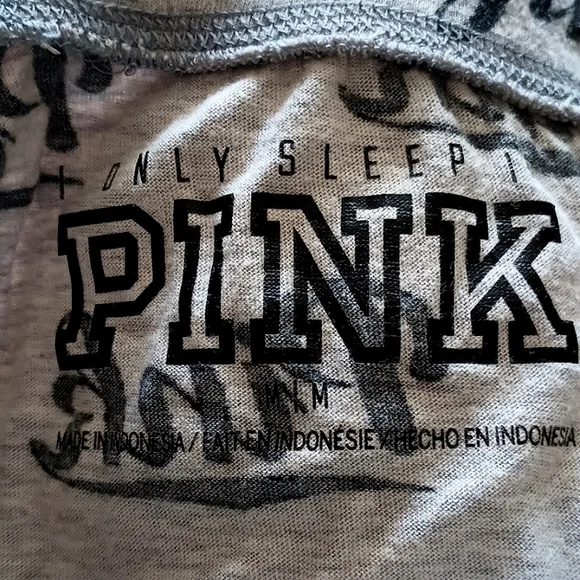 I ONLY SLEEP I
PINK
M \ M
MADE IN INDONESIA / FAIT EN INDONÉSIE / HECHO EN INDONESIA